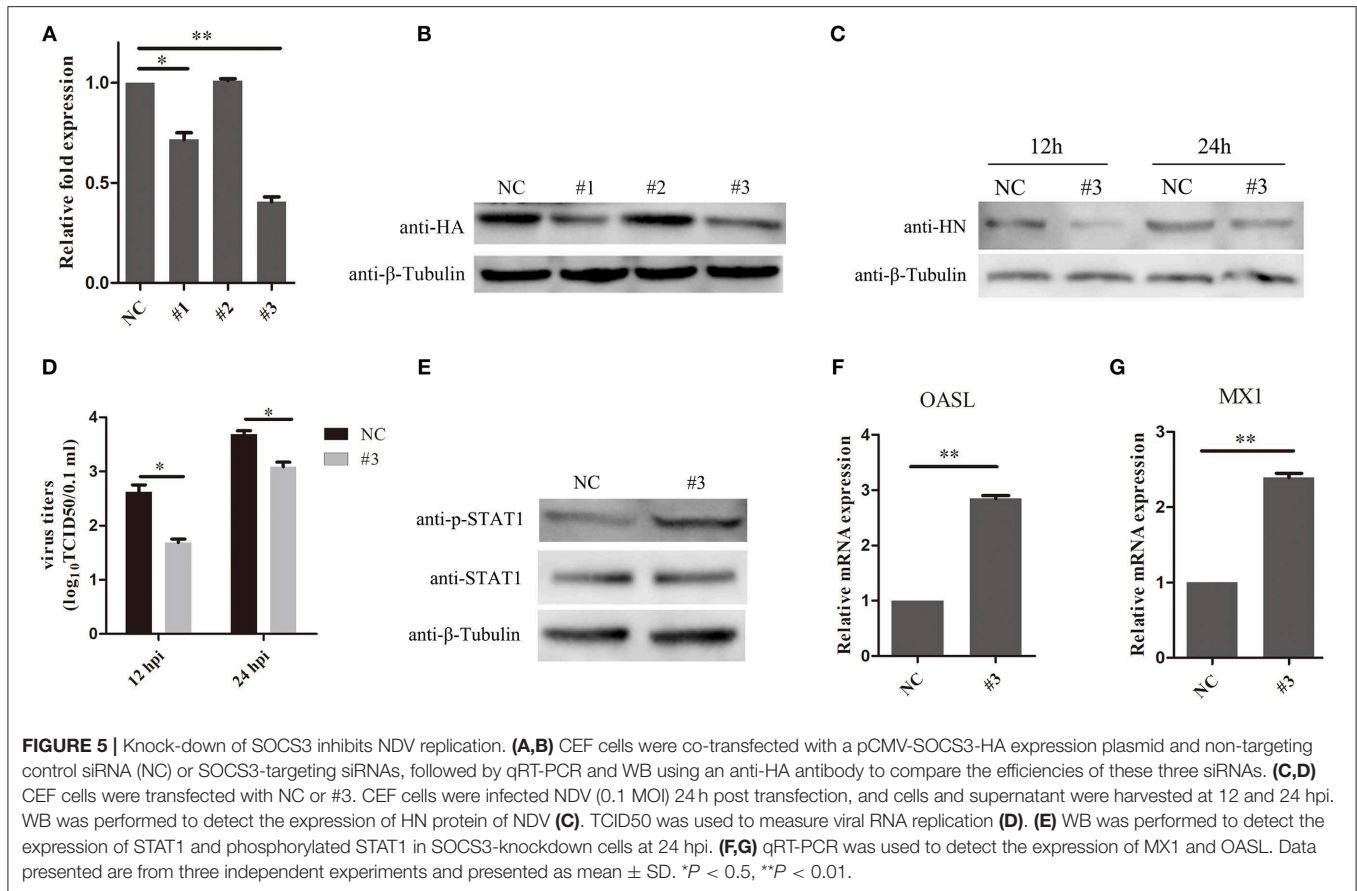 A
** 
*
Relative fold expression
1.0
0.5
0.0
NC #1 #2 #3
B
NC #1 #2 #3
anti-HA
anti-β-Tubulin
C
12h 24h
NC #3 NC #3
anti-HN
anti-β-Tubulin
D
virus titers
(log10TCID50/0.1 ml)
4
3
2
1
0
*
*
12 hpi 24 hpi
NC
#3
E
NC #3
anti-p-STAT1
anti-STAT1
anti-β-Tubulin
F
OASL
Relative mRNA expression
4
3
2
1
0
**
NC #3
G
MX1
Relative mRNA expression
3
2
1
0
**
NC #3
FIGURE 5 | Knock-down of SOCS3 inhibits NDV replication. (A,B) CEF cells were co-transfected with a pCMV-SOCS3-HA expression plasmid and non-targeting
control siRNA (NC) or SOCS3-targeting siRNAs, followed by qRT-PCR and WB using an anti-HA antibody to compare the efficiencies of these three siRNAs. (C,D)
CEF cells were transfected with NC or #3. CEF cells were infected NDV (0.1 MOI) 24 h post transfection, and cells and supernatant were harvested at 12 and 24 hpi.
WB was performed to detect the expression of HN protein of NDV (C). TCID50 was used to measure viral RNA replication (D). (E) WB was performed to detect the
expression of STAT1 and phosphorylated STAT1 in SOCS3-knockdown cells at 24 hpi. (F,G) qRT-PCR was used to detect the expression of MX1 and OASL. Data
presented are from three independent experiments and presented as mean ± SD. *P < 0.5, **P < 0.01.